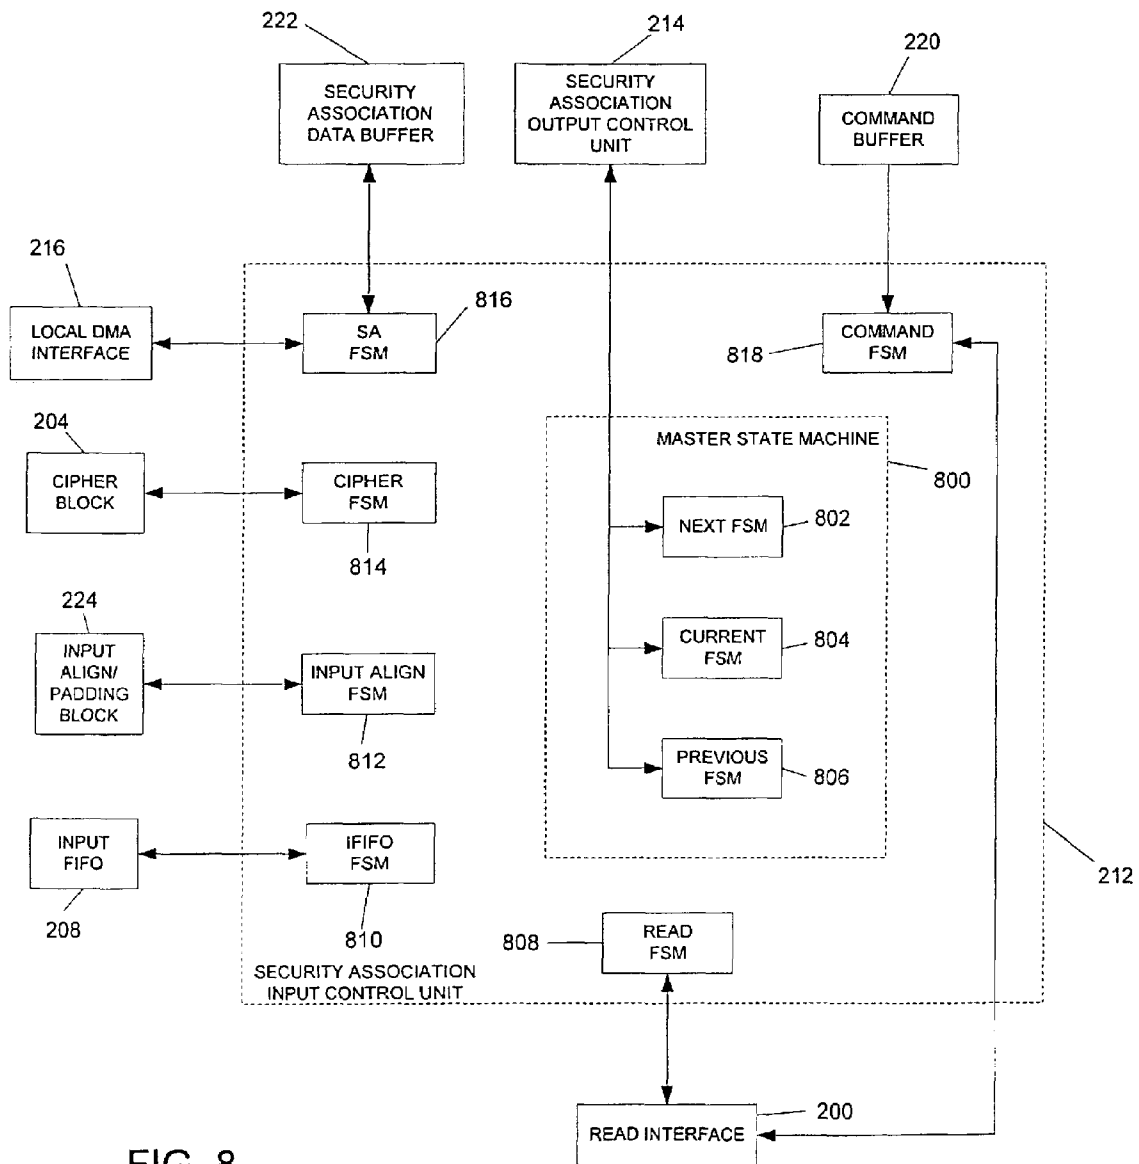 222
214
220
SECURITY
ASSOCIATION
DATA BUFFER
SECURITY
ASSOCIATION
OUTPUT CONTROL
UNIT
COMMAND
BUFFER
216
LOCAL DMA
INTERFACE
SA
FSM
816
COMMAND
FSM
818
204
CIPHER
BLOCK
CIPHER
FSM
814
MASTER STATE MACHINE
800
NEXT FSM
802
224
INPUT
ALIGN/
PADDING
BLOCK
INPUT ALIGN
FSM
812
CURRENT
FSM
804
PREVIOUS
FSM
806
INPUT
FIFO
208
iFIFO
FSM
810
212
808
READ
FSM
SECURITY ASSOCIATION
INPUT CONTROL UNIT
200
READ INTERFACE
FIG. 8